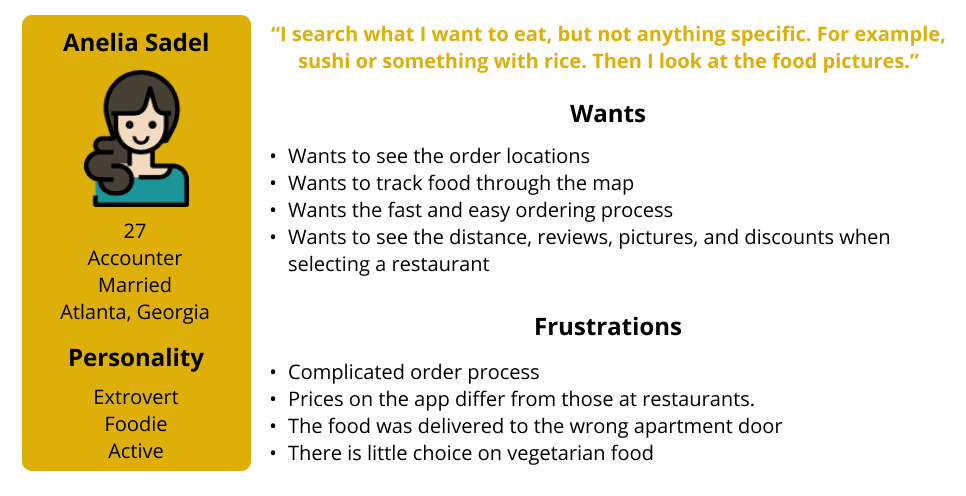 Anelia Sadel
27
Accounter
Married
Atlanta, Georgia
Personality
Extrovert
Foodie
Active
“I search what I want to eat, but not anything specific. For example,
sushi or something with rice. Then I look at the food pictures.”
Wants
• Wants to see the order locations
• Wants to track food through the map
• Wants the fast and easy ordering process
• Wants to see the distance, reviews, pictures, and discounts when
selecting a restaurant
Frustrations
• Complicated order process
• Prices on the app differ from those at restaurants.
• The food was delivered to the wrong apartment door
• There is little choice on vegetarian food